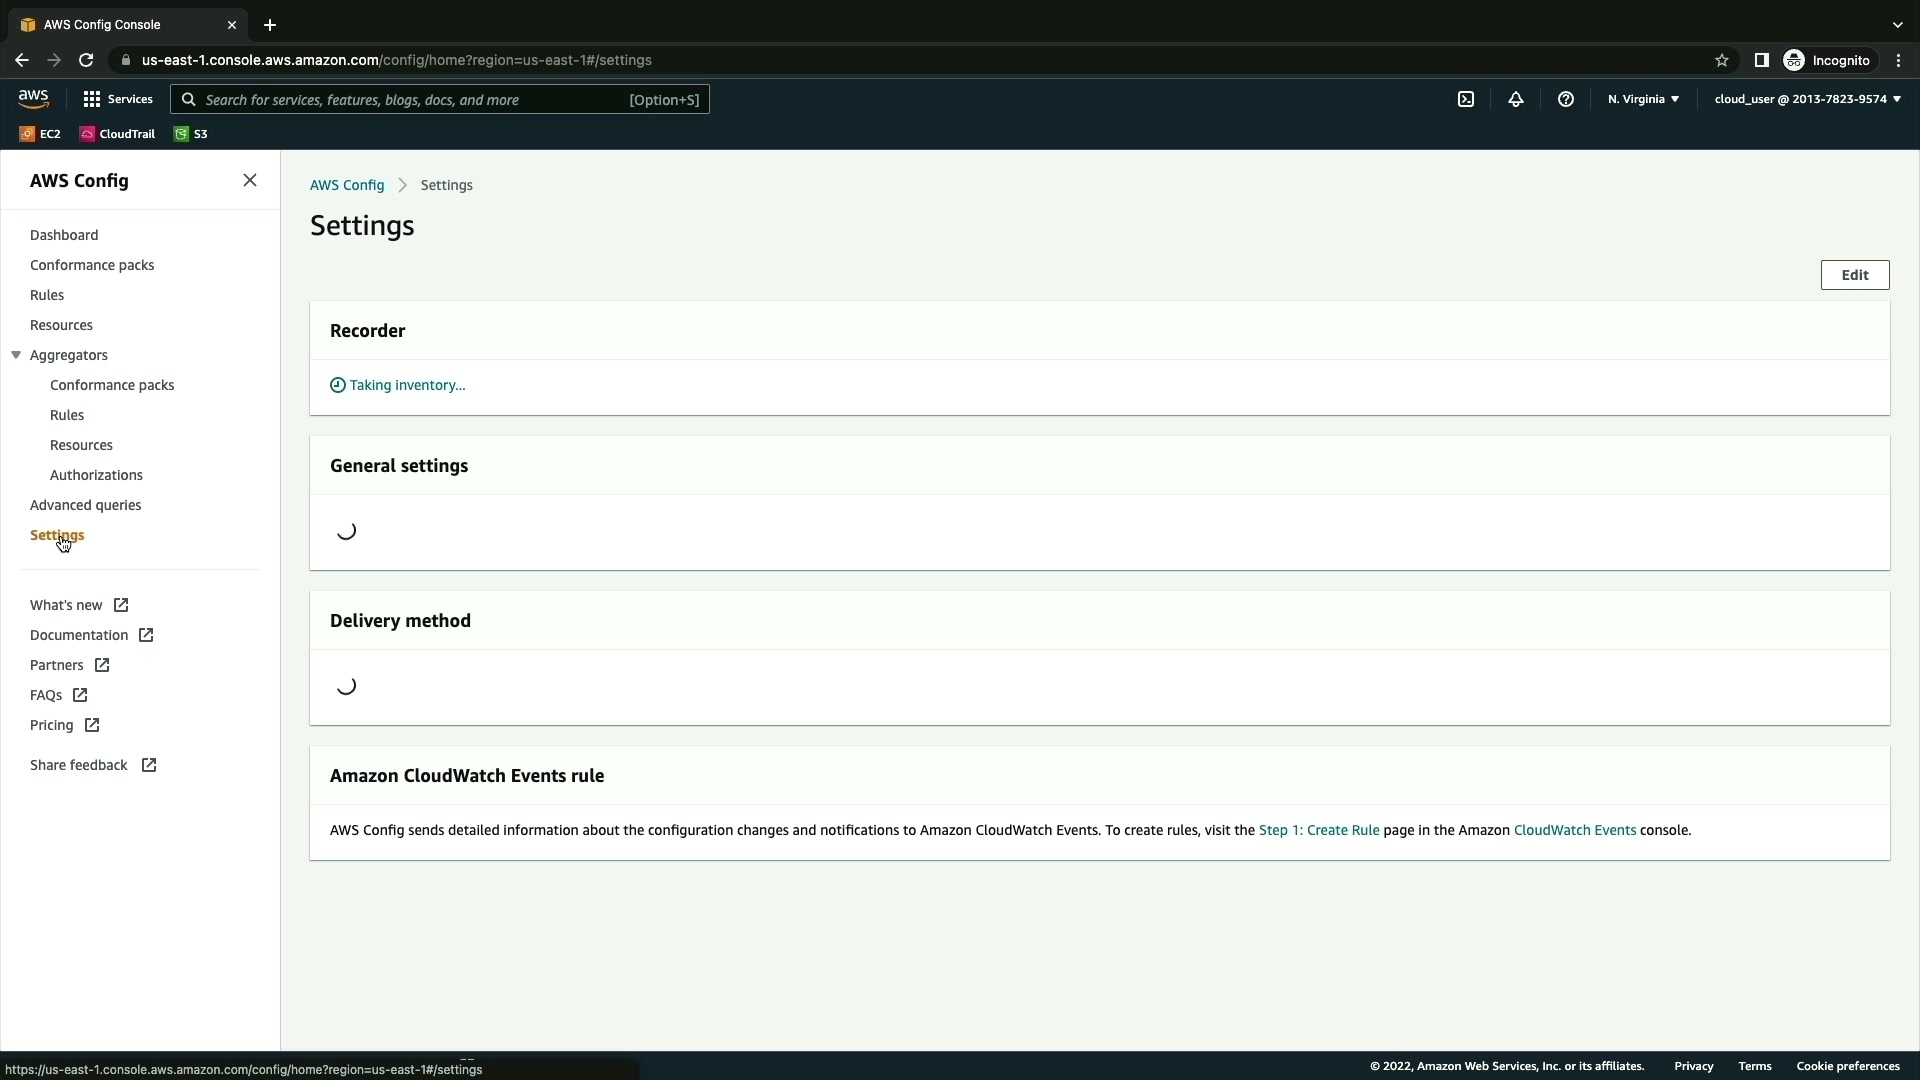 AWS Config Console
us-east-1.console.aws.amazon.com/config/home?region=us-east-1#/settings
Incognito
aws
Services
Search for services, features, blogs, docs, and more
[Option+S]
N. Virginia
cloud_user @ 2013-7823-9574
EC2
CloudTrail
S3
AWS Config
Dashboard
Conformance packs
Rules
Resources
Aggregators
Conformance packs
Rules
Resources
Authorizations
Advanced queries
Settings
What's new
Documentation
Partners
FAQs
Pricing
Share feedback
AWS Config
Settings
Settings
Edit
Recorder
Taking inventory...
General settings
Delivery method
Amazon CloudWatch Events rule
AWS Config sends detailed information about the configuration changes and notifications to Amazon CloudWatch Events. To create rules, visit the Step 1: Create Rule page in the Amazon CloudWatch Events console.
https://us-east-1.console.aws.amazon.com/config/home?region=us-east-1#/settings
© 2022, Amazon Web Services, Inc. or its affiliates.
Privacy
Terms
Cookie preferences